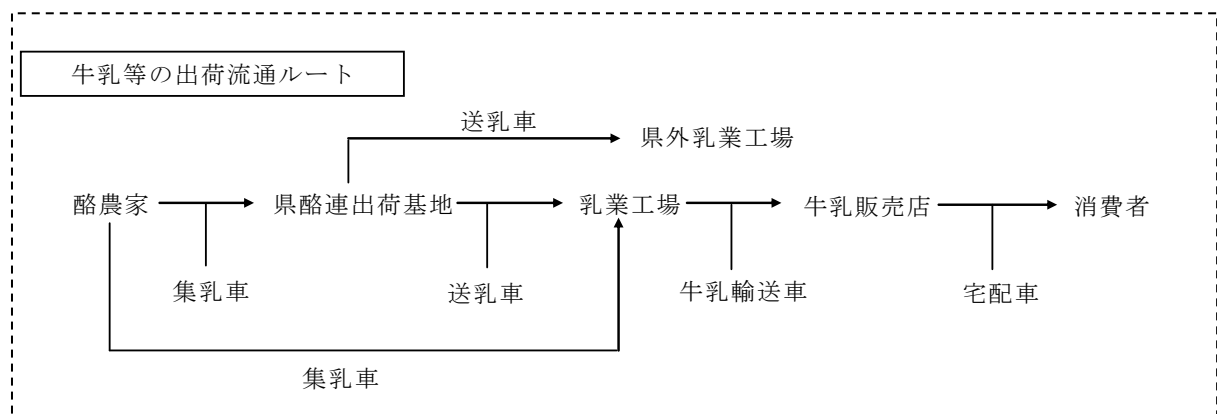 牛乳等の出荷流通ルート
送乳車
県外乳業工場
酪農家
県酪連出荷基地
乳業工場
牛乳販売店
消費者
集乳車
送乳車
牛乳輸送車
宅配車
集乳車